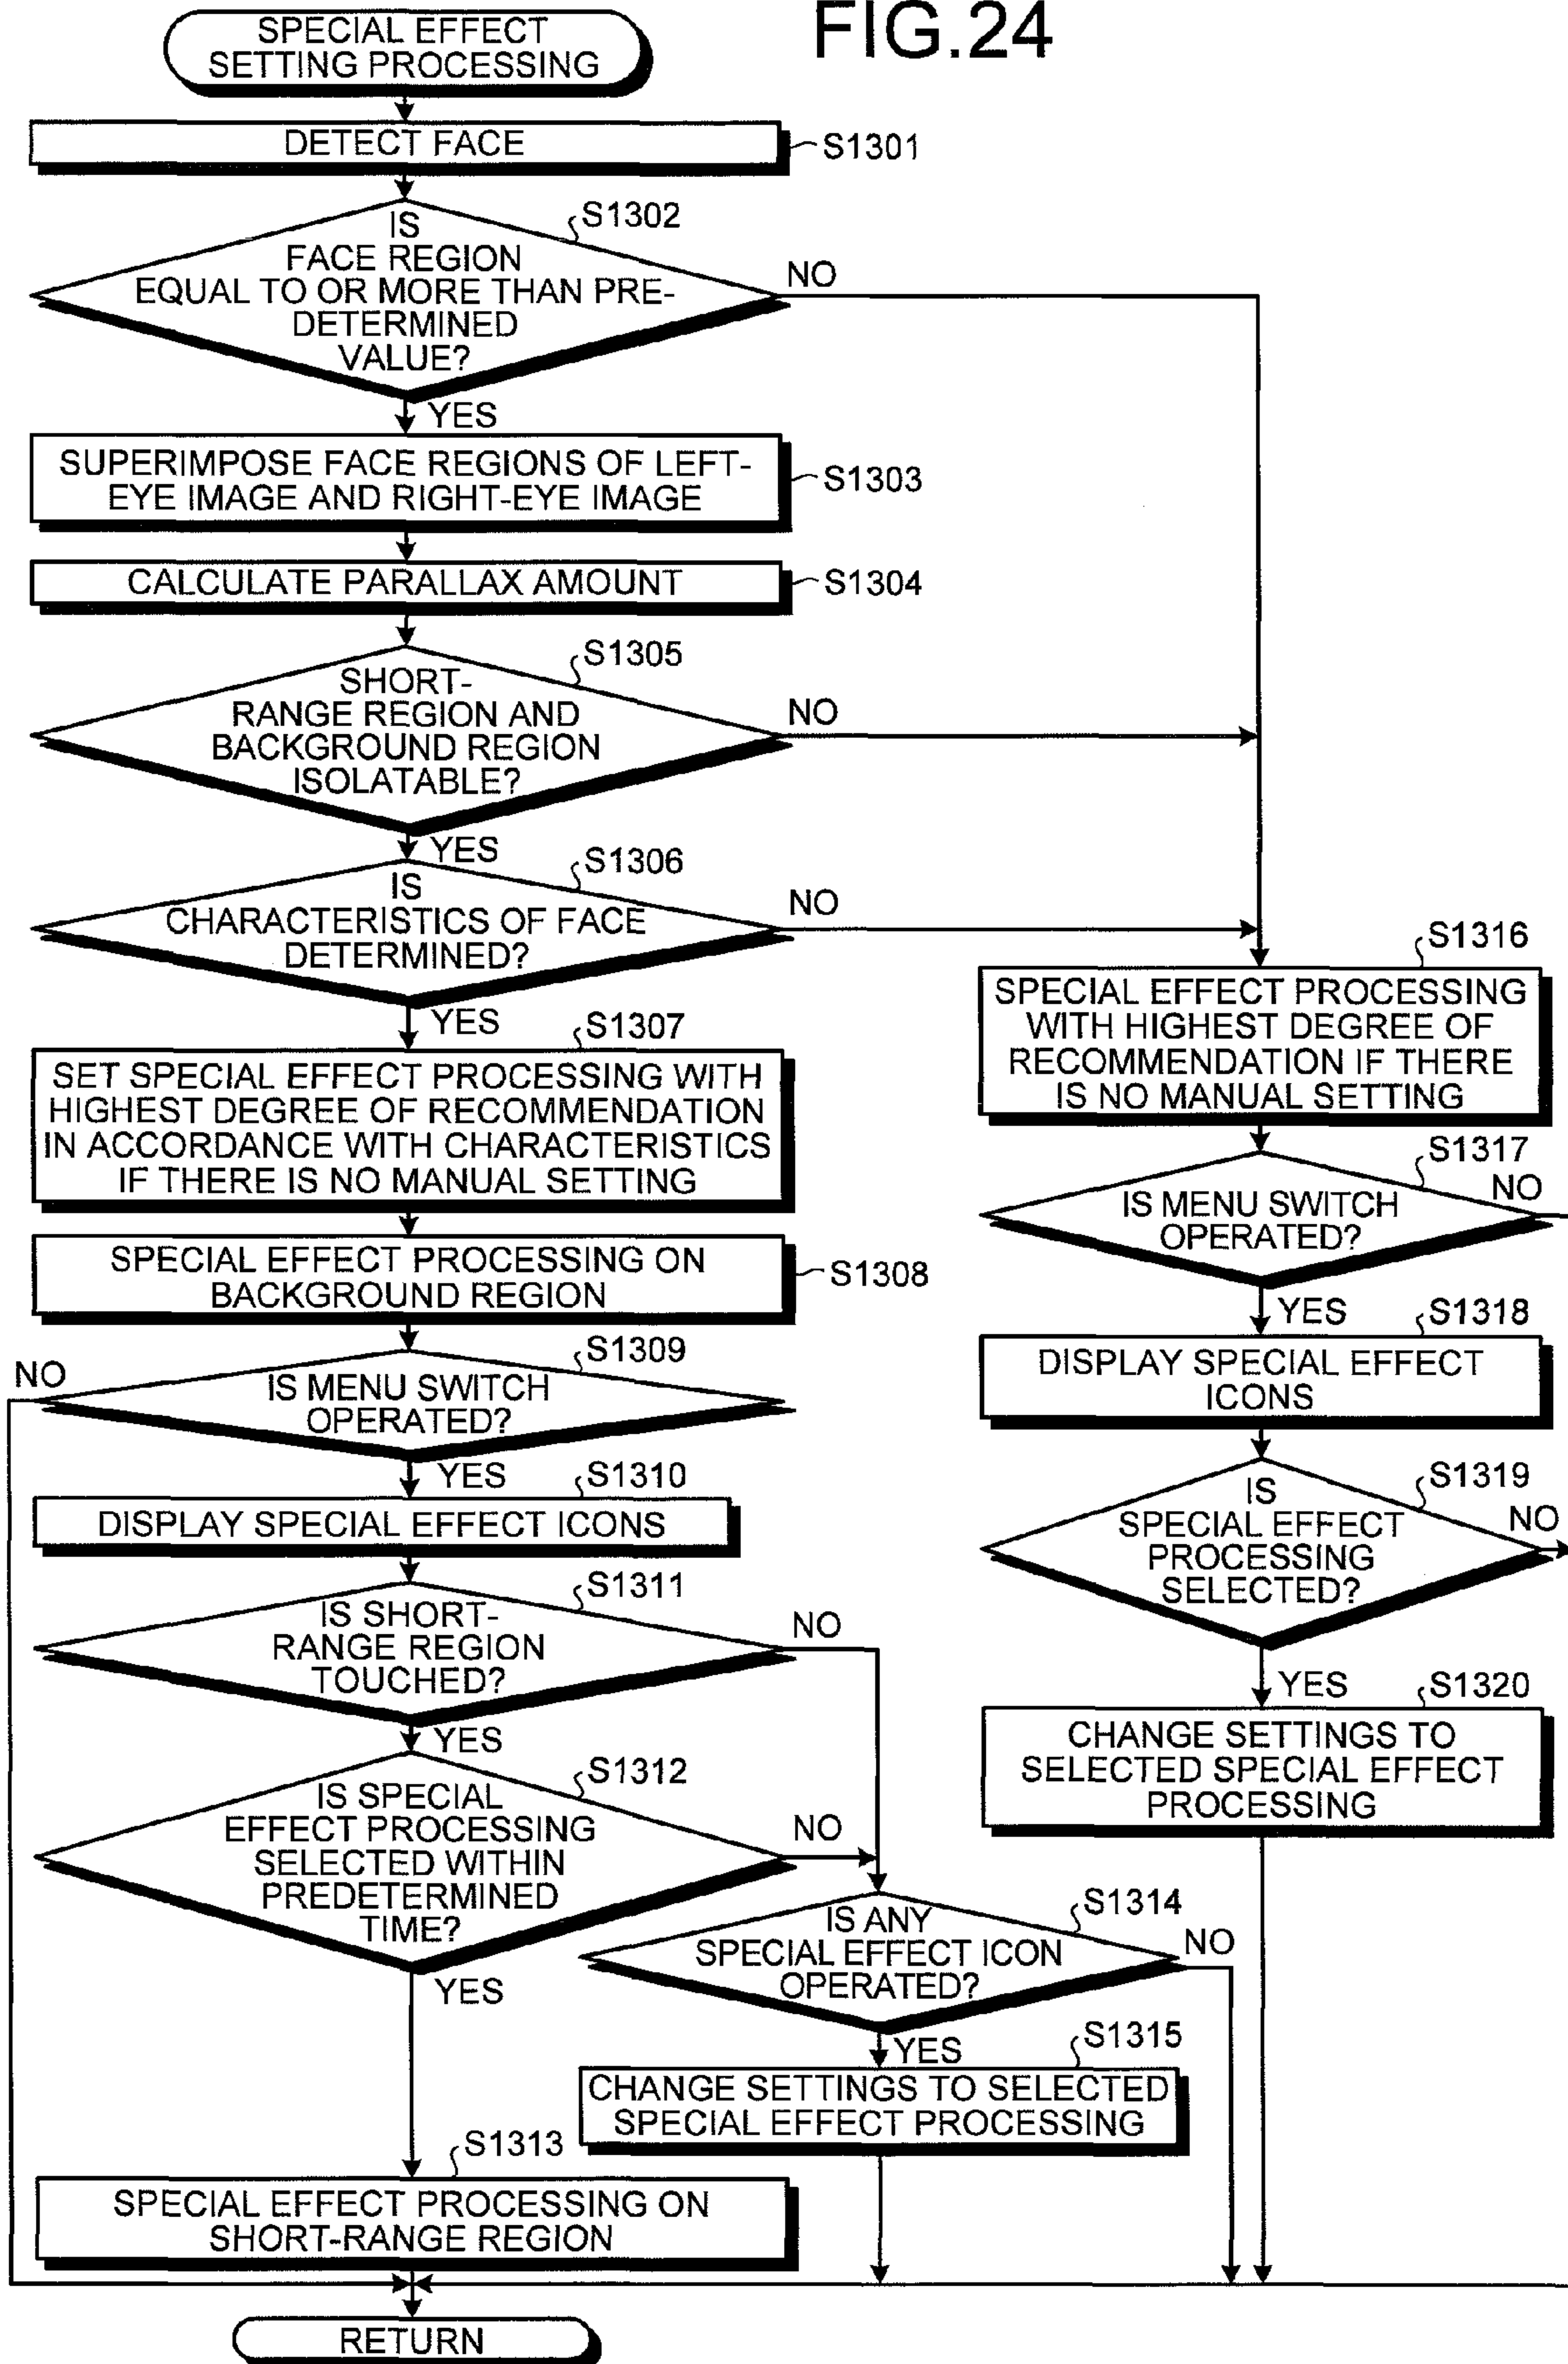 FIG.24
SPECIAL EFFECT
SETTING PROCESSING
DETECT FACE
S1301
S1302
IS
FACE REGION
EQUAL TO OR MORE THAN PRE-
DETERMINED
VALUE?
NO
YES
SUPERIMPOSE FACE REGIONS OF LEFT-
EYE IMAGE AND RIGHT-EYE IMAGE
S1303
CALCULATE PARALLAX AMOUNT
S1304
S1305
SHORT-
RANGE REGION AND
BACKGROUND REGION
ISOLATABLE?
NO
YES
S1306
IS
CHARACTERISTICS OF FACE
DETERMINED?
NO
YES
S1307
SET SPECIAL EFFECT PROCESSING WITH
HIGHEST DEGREE OF RECOMMENDATION
IN ACCORDANCE WITH CHARACTERISTICS
IF THERE IS NO MANUAL SETTING
SPECIAL EFFECT PROCESSING ON
BACKGROUND REGION
S1308
S1309
NO
IS MENU SWITCH
OPERATED?
YES
S1310
DISPLAY SPECIAL EFFECT ICONS
S1311
IS SHORT-
RANGE REGION
TOUCHED?
NO
YES
S1312
IS SPECIAL
EFFECT PROCESSING
SELECTED WITHIN
PREDETERMINED
TIME?
NO
YES
S1313
SPECIAL EFFECT PROCESSING ON
SHORT-RANGE REGION
S1314
IS ANY
SPECIAL EFFECT ICON
OPERATED?
NO
YES
S1315
CHANGE SETTINGS TO SELECTED
SPECIAL EFFECT PROCESSING
S1316
SPECIAL EFFECT PROCESSING
WITH HIGHEST DEGREE OF
RECOMMENDATION IF THERE
IS NO MANUAL SETTING
S1317
IS MENU SWITCH
OPERATED?
NO
YES
S1318
DISPLAY SPECIAL EFFECT
ICONS
S1319
IS
SPECIAL EFFECT
PROCESSING
SELECTED?
NO
YES
S1320
CHANGE SETTINGS TO
SELECTED SPECIAL EFFECT
PROCESSING
RETURN